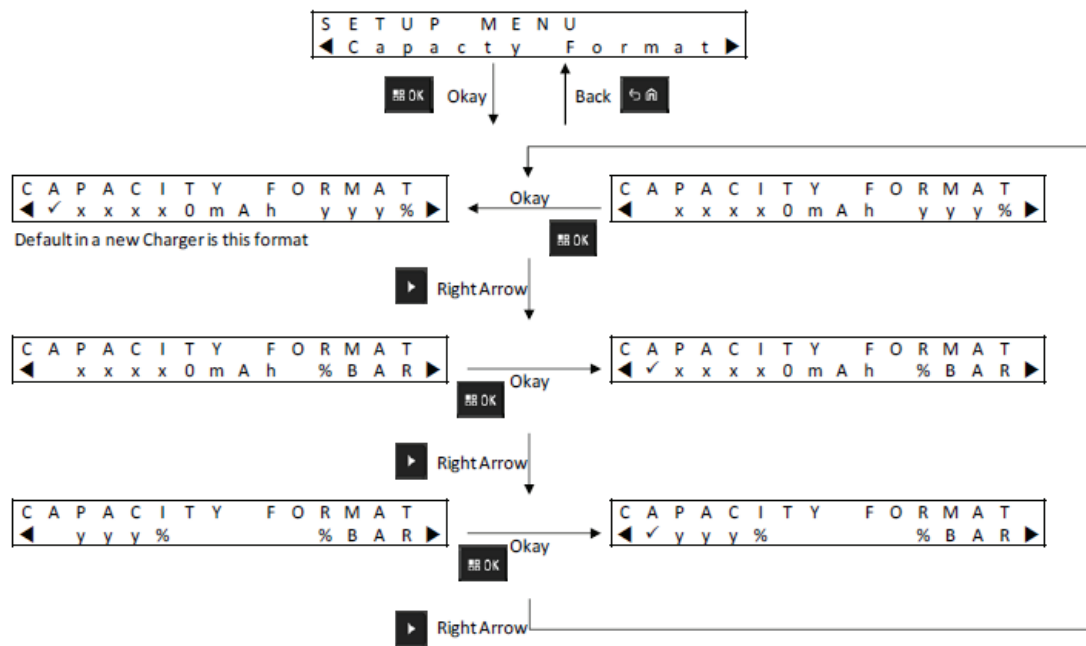 SETUP MENU
◀Capacty Format▶
OK Okay Back
CAPACITY FORMAT
◀✓xxxx0mAh yyy%▶
Default in a new Charger is this format
Okay
OK
CAPACITY FORMAT
◀ xxxx0mAh yyy%▶
Right Arrow
CAPACITY FORMAT
◀ xxxx0mAh %BAR▶
OK
Okay
CAPACITY FORMAT
◀✓xxxx0mAh %BAR▶
Right Arrow
CAPACITY FORMAT
◀ yyy% %BAR▶
OK
Okay
CAPACITY FORMAT
◀✓yyy% %BAR▶
Right Arrow